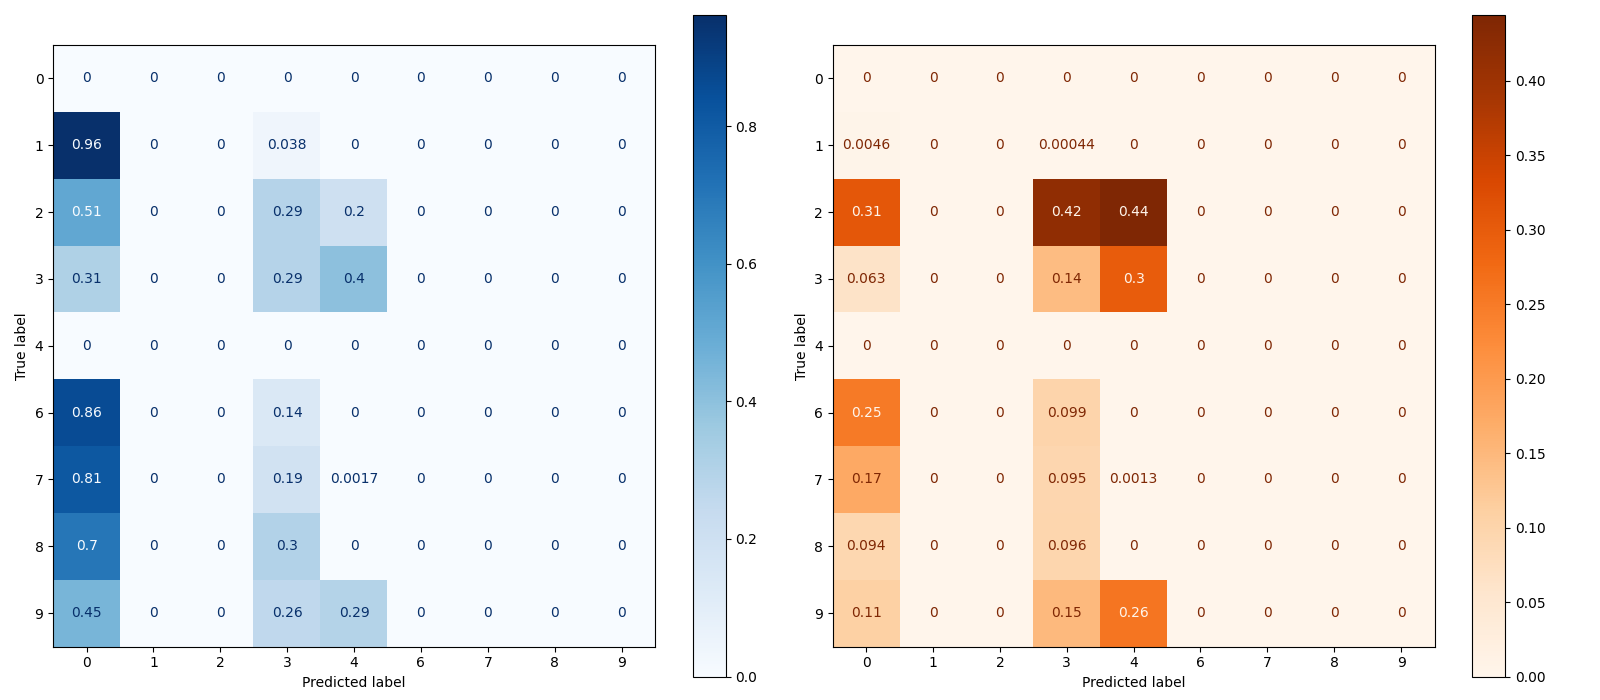 0 0 0 0 0 0 0 0 0 0
1 0.96 0 0 0.038 0 0 0 0 0
2 0.51 0 0 0.29 0.2 0 0 0 0
3 0.31 0 0 0.29 0.4 0 0 0 0
4 0 0 0 0 0 0 0 0 0
6 0.86 0 0 0.14 0 0 0 0 0
7 0.81 0 0 0.19 0.0017 0 0 0 0
8 0.7 0 0 0.3 0 0 0 0 0
9 0.45 0 0 0.26 0.29 0 0 0 0
0 1 2 3 4 6 7 8 9
Predicted label
True label
0.8
0.6
0.4
0.2
0.0
0 0 0 0 0 0 0 0 0 0
1 0.0046 0 0 0.00044 0 0 0 0 0
2 0.31 0 0 0.42 0.44 0 0 0 0
3 0.063 0 0 0.14 0.3 0 0 0 0
4 0 0 0 0 0 0 0 0 0
6 0.25 0 0 0.099 0 0 0 0 0
7 0.17 0 0 0.095 0.0013 0 0 0 0
8 0.094 0 0 0.096 0 0 0 0 0
9 0.11 0 0 0.15 0.26 0 0 0 0
0 1 2 3 4 6 7 8 9
Predicted label
True label
0.40
0.35
0.30
0.25
0.20
0.15
0.10
0.05
0.00